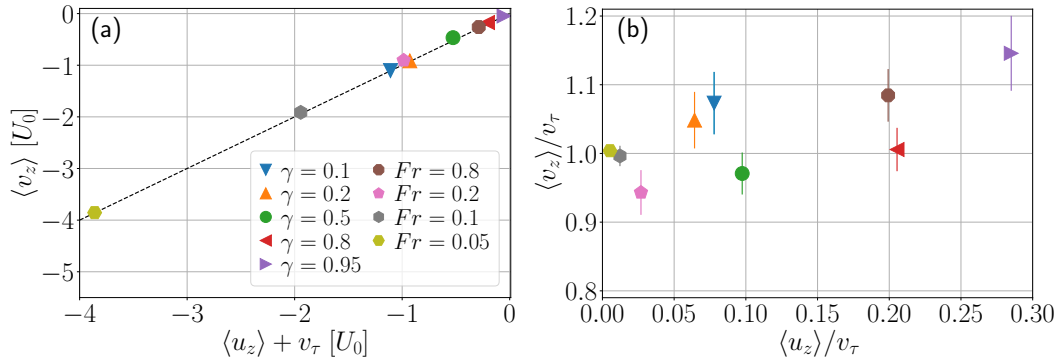 (a)
0
−1
−2
−3
−4
−5
⟨v_z⟩ [U_0]
−4
−2
−1
0
⟨u_z⟩ + v_τ [U_0]
γ = 0.1
γ = 0.2
γ = 0.5
γ = 0.8
γ = 0.95
Fr = 0.8
Fr = 0.2
Fr = 0.1
Fr = 0.05
(b)
1.2
1.1
1.0
0.9
0.8
⟨v_z⟩/v_τ
0.00
0.05
0.10
0.15
0.20
0.25
0.30
⟨u_z⟩/v_τ